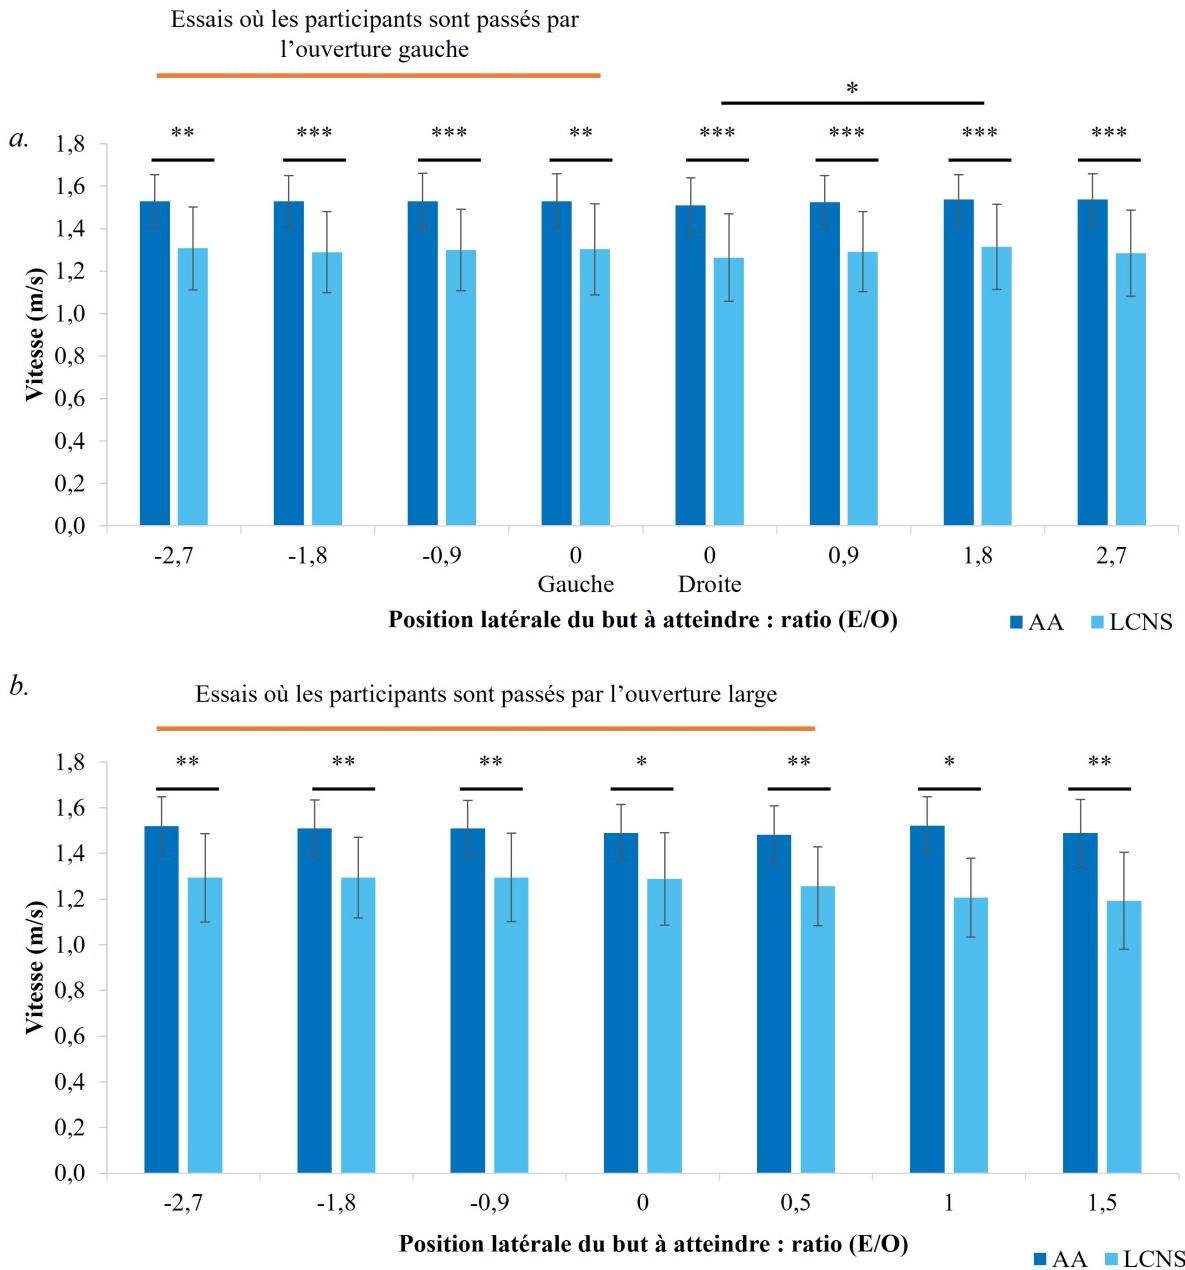 Essais où les participants sont passés par
l’ouverture gauche
*
a.
** *** *** ** *** *** *** ***
1,8
1,6
1,4
1,2
1,0
0,8
0,6
0,4
0,2
0,0
Vitesse (m/s)
-2,7 -1,8 -0,9 0 0 0,9 1,8 2,7
Gauche Droite
Position latérale du but à atteindre : ratio (E/O)
AA LCNS
b.
Essais où les participants sont passés par l’ouverture large
** ** ** * ** * **
1,8
1,6
1,4
1,2
1,0
0,8
0,6
0,4
0,2
0,0
Vitesse (m/s)
-2,7 -1,8 -0,9 0 0,5 1 1,5
Position latérale du but à atteindre : ratio (E/O)
AA LCNS